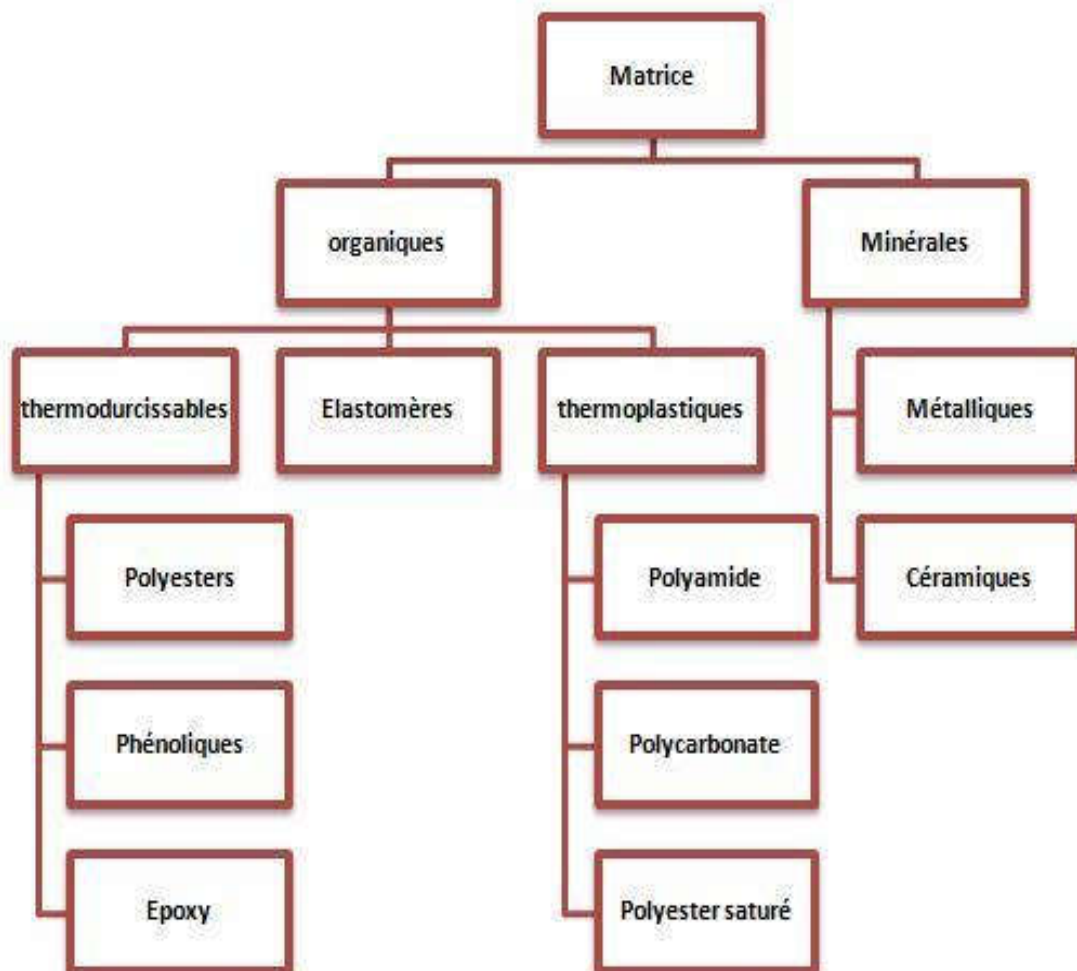 Matrice
organiques
Minérales
thermodurcissables
Elastomères
thermoplastiques
Métalliques
Polyesters
Polyamide
Céramiques
Phénoliques
Polycarbonate
Epoxy
Polyester saturé